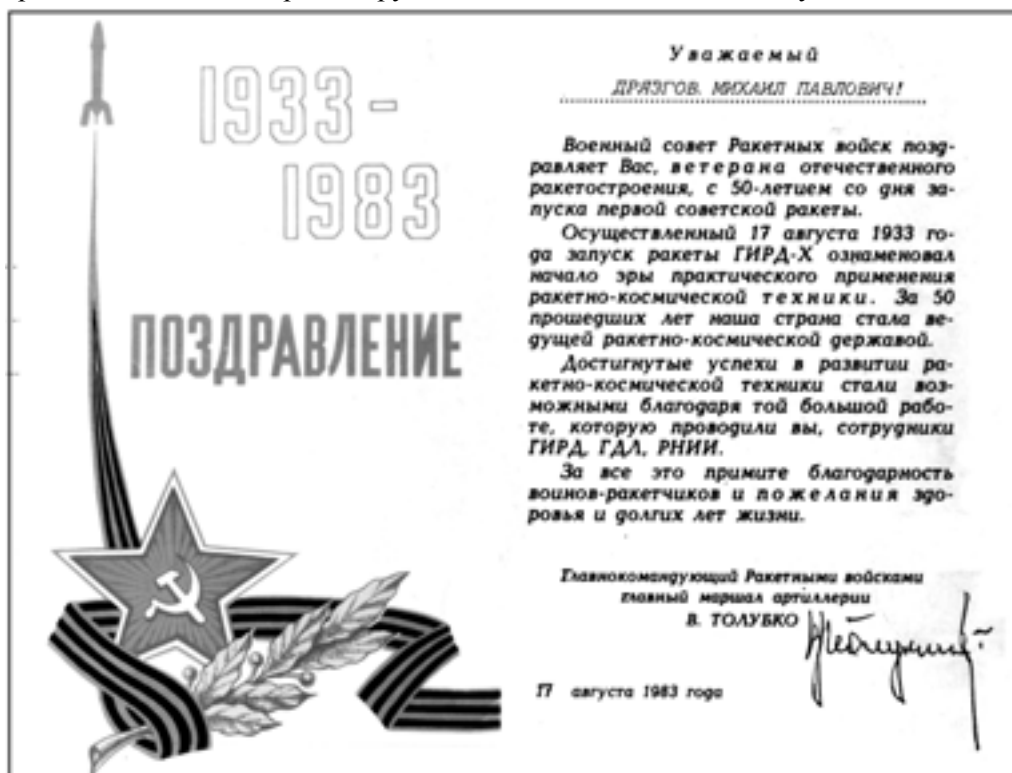 1933 -
1983
ПОЗДРАВЛЕНИЕ
Уважаемый
ДРЯЗГОВ. МИХАИЛ ПАВЛОВИЧ!
Военный совет Ракетных войск позд-
равляет Вас, ветерана отечественного
ракетостроения, с 50-летием со дня за-
пуска первой советской ракеты.
Осуществленный 17 августа 1933 го-
да запуск ракеты ГИРД-X ознаменовал
начало эры практического применения
ракетно-космической техники. За 50
прошедших лет наша страна стала ве-
дущей ракетно-космической державой.
Достигнутые успехи в развитии ра-
кетно-космической техники стали воз-
можными благодаря той большой рабо-
те, которую проводили вы, сотрудники
ГИРД, ГДЛ, РНИИ.
За все это примите благодарность
воинов-ракетчиков и пожелания здо-
ровья и долгих лет жизни.
Главнокомандующий Ракетными войсками
главный маршал артиллерии
В. ТОЛУБКО
17 августа 1983 года